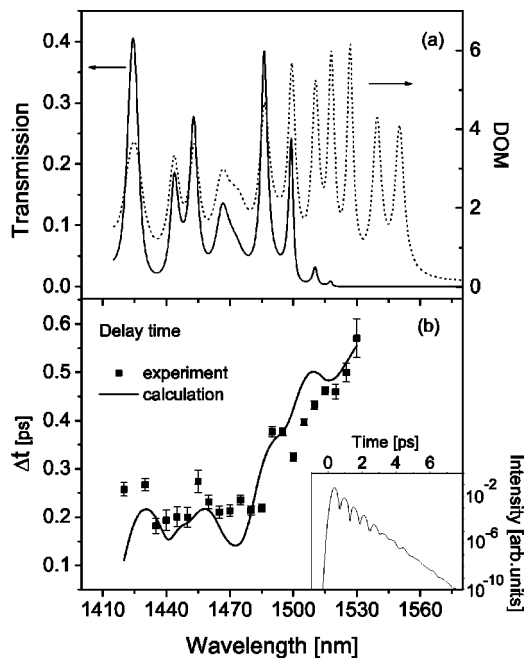 (a)
0.4
0.3
0.2
0.1
0.0
Transmission
6
4
2
0
DOM
(b)
Delay time
experiment
calculation
0.6
0.5
0.4
0.3
0.2
0.1
Δt [ps]
Time [ps]
0 2 4 6
10⁻²
10⁻⁶
10⁻¹⁰
Intensity [arb.units]
1410 1440 1470 1500 1530 1560
Wavelength [nm]